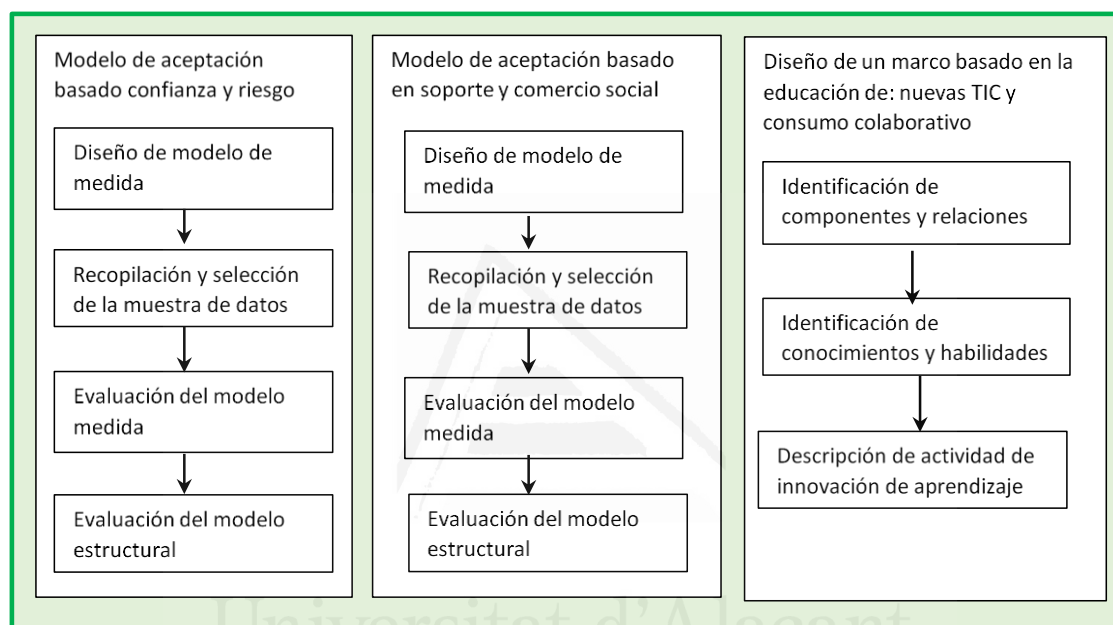 Modelo de aceptación
basado confianza y riesgo
Diseño de modelo de
medida
Recopilación y selección
de la muestra de datos
Evaluación del modelo
medida
Evaluación del modelo
estructural
Modelo de aceptación basado
en soporte y comercio social
Diseño de modelo de
medida
Recopilación y selección
de la muestra de datos
Evaluación del modelo
medida
Evaluación del modelo
estructural
Diseño de un marco basado en la
educación de: nuevas TIC y
consumo colaborativo
Identificación de
componentes y relaciones
Identificación de
conocimientos y habilidades
Descripción de actividad de
innovación de aprendizaje
Universitat d'Alacant